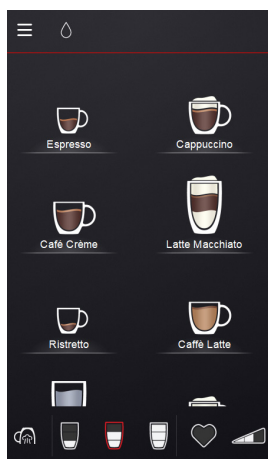 Espresso
Cappuccino
Café Crème
Latte Macchiato
Ristretto
Caffè Latte